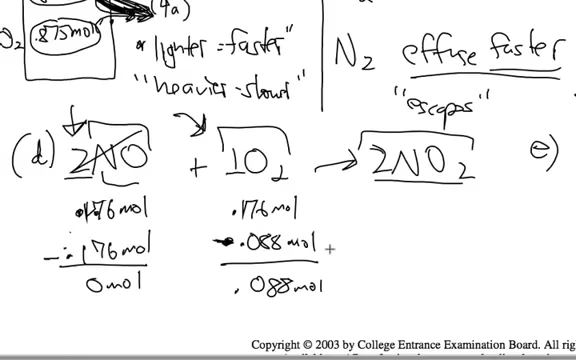 (4a)
O2 .875mol
* lighter = faster"
"heavier = slower"
N2 effuse faster
"escapes"
(d) 2NO + 1O2 → 2NO2 e)
.176mol .176mol
- .176mol - .088mol +
0mol .088mol
Copyright © 2003 by College Entrance Examination Board. All rig